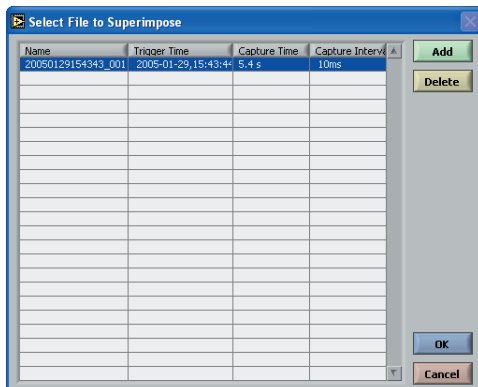 Select File to Superimpose
Name Trigger Time Capture Time Capture Interva
20050129154343_001 2005-01-29,15:43:44 5.4 s 10ms
Add
Delete
OK
Cancel